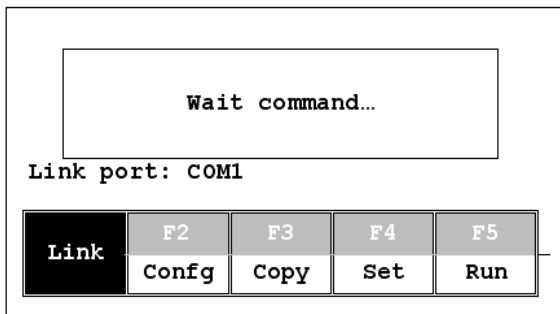 Wait command…
Link port: COM1
Link F2 F3 F4 F5
Confg Copy Set Run